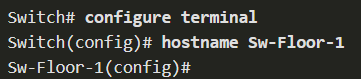 Switch# configure terminal
Switch(config)# hostname Sw-Floor-1
Sw-Floor-1(config)#